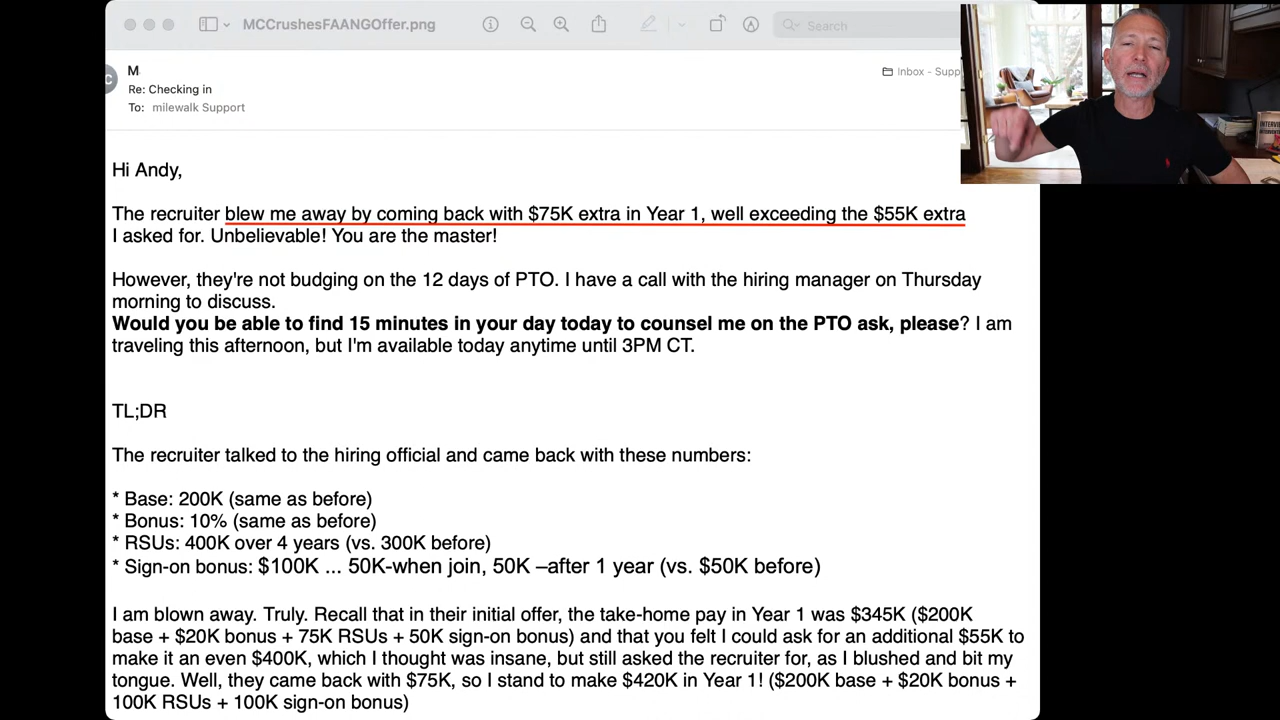 MCCrushesFAANGOffer.png
Search
C
M
Inbox - Supp
Re: Checking in
To: milewalk Support
Hi Andy,
The recruiter blew me away by coming back with $75K extra in Year 1, well exceeding the $55K extra
I asked for. Unbelievable! You are the master!
However, they're not budging on the 12 days of PTO. I have a call with the hiring manager on Thursday
morning to discuss.
Would you be able to find 15 minutes in your day today to counsel me on the PTO ask, please? I am
traveling this afternoon, but I'm available today anytime until 3PM CT.
TL;DR
The recruiter talked to the hiring official and came back with these numbers:
* Base: 200K (same as before)
* Bonus: 10% (same as before)
* RSUs: 400K over 4 years (vs. 300K before)
* Sign-on bonus: $100K ... 50K-when join, 50K –after 1 year (vs. $50K before)
I am blown away. Truly. Recall that in their initial offer, the take-home pay in Year 1 was $345K ($200K
base + $20K bonus + 75K RSUs + 50K sign-on bonus) and that you felt I could ask for an additional $55K to
make it an even $400K, which I thought was insane, but still asked the recruiter for, as I blushed and bit my
tongue. Well, they came back with $75K, so I stand to make $420K in Year 1! ($200K base + $20K bonus +
100K RSUs + 100K sign-on bonus)